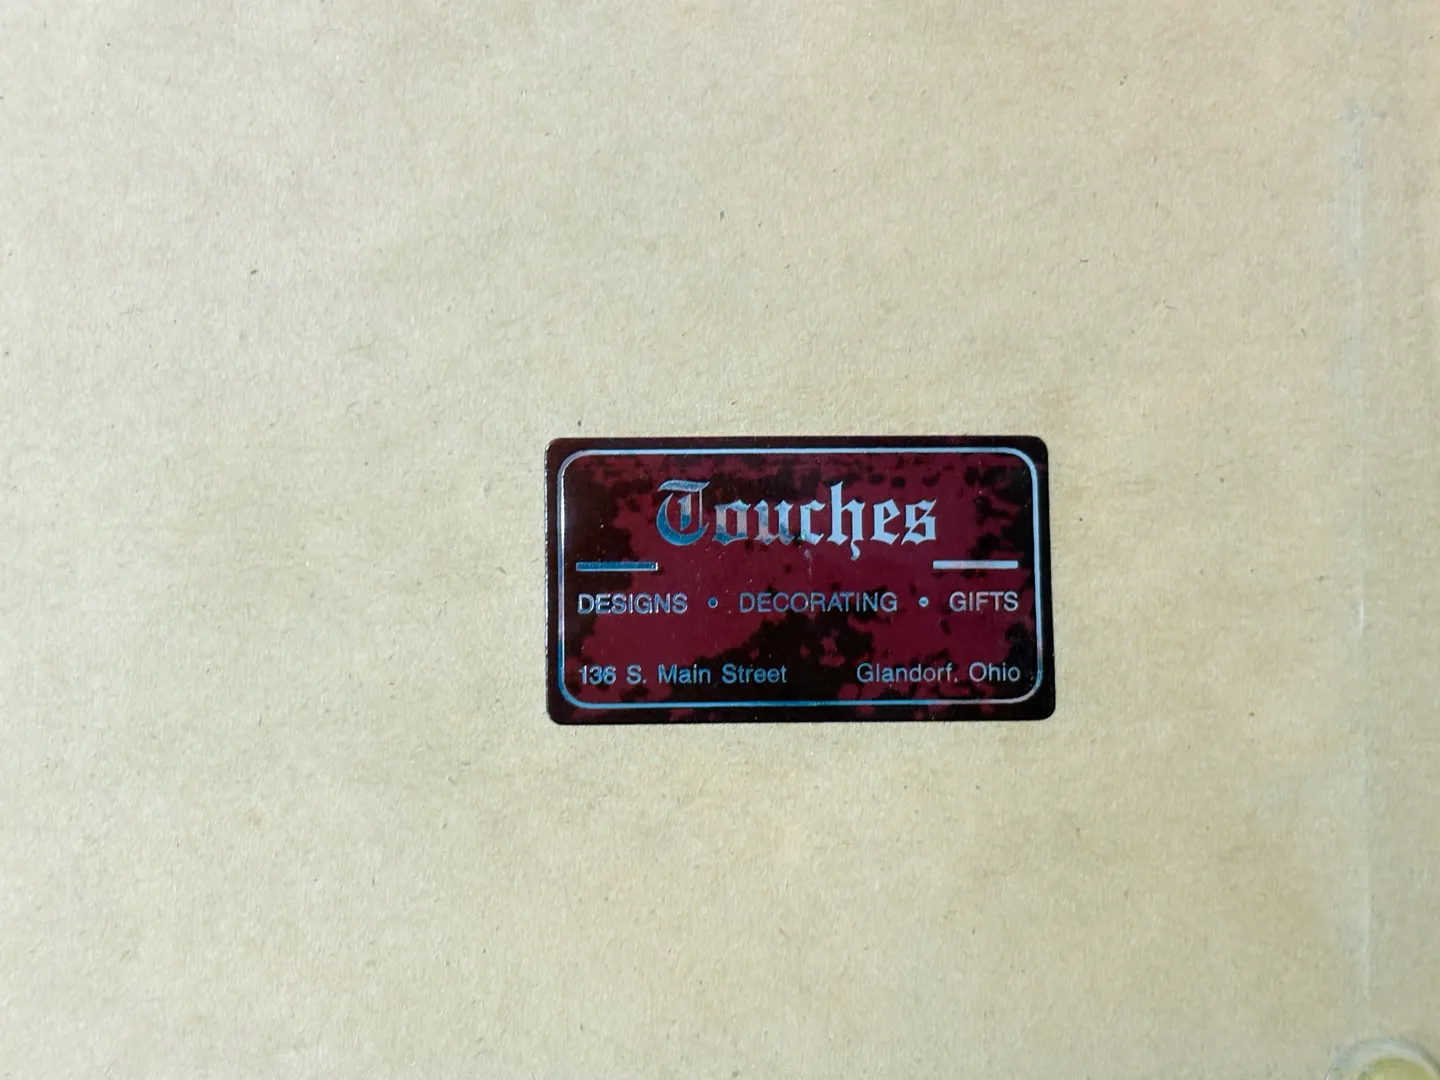 Touches
DESIGNS • DECORATING • GIFTS
136 S. Main Street Glandorf, Ohio